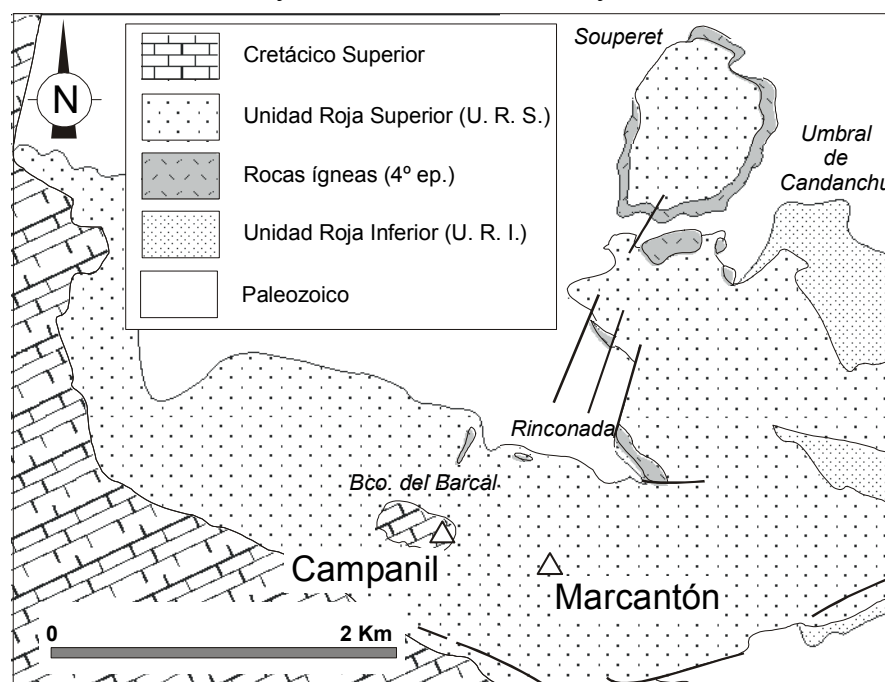 N
Cretácico Superior
Unidad Roja Superior (U. R. S.)
Rocas ígneas (4º ep.)
Unidad Roja Inferior (U. R. I.)
Paleozoico
Souperet
Umbral
de
Candanchu
Rinconada
Bco. del Barcal
Campanil
Marcantón
0
2 Km